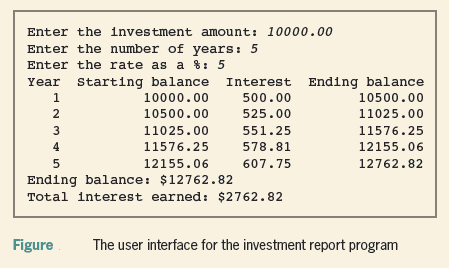 Enter the investment amount: 10000.00
Enter the number of years: 5
Enter the rate as a %: 5
Year Starting balance Interest Ending balance
1 10000.00 500.00 10500.00
2 10500.00 525.00 11025.00
3 11025.00 551.25 11576.25
4 11576.25 578.81 12155.06
5 12155.06 607.75 12762.82
Ending balance: $12762.82
Total interest earned: $2762.82
Figure The user interface for the investment report program